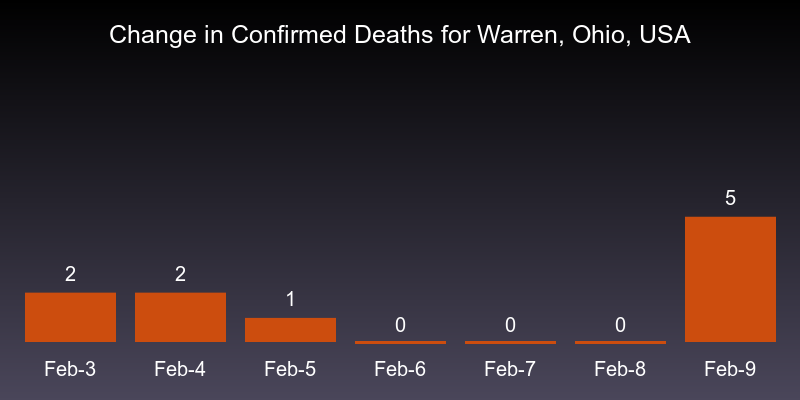 Change in Confirmed Deaths for Warren, Ohio, USA
5
2
2
1
0
0
0
Feb-3
Feb-4
Feb-5
Feb-6
Feb-7
Feb-8
Feb-9